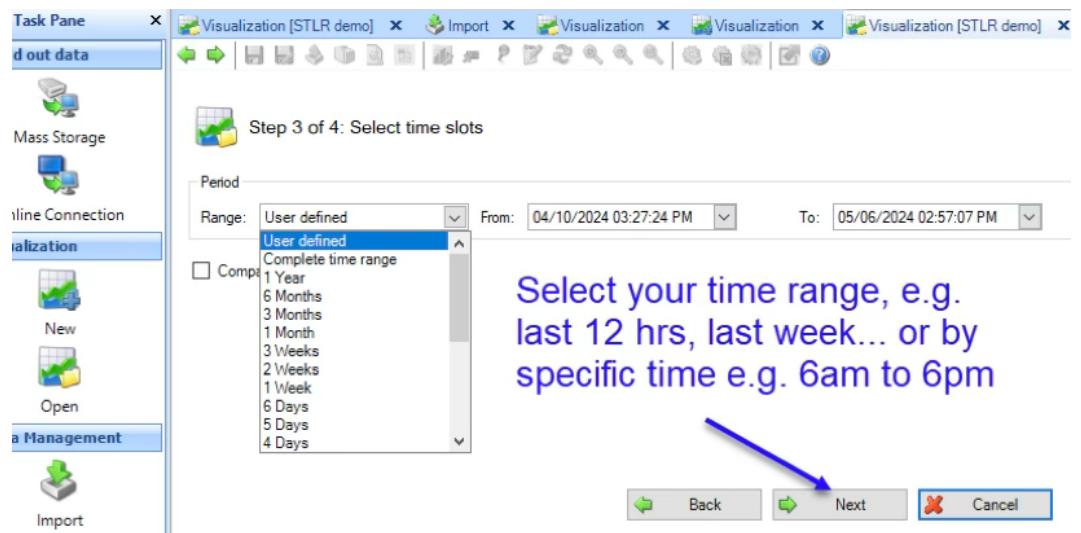 Task Pane X
Visualization [STLR demo] X Import X Visualization X Visualization X Visualization [STLR demo] X
d out data
Mass Storage
nline Connection
alization
New
Open
a Management
Import
Step 3 of 4: Select time slots
Period
Range: User defined From: 04/10/2024 03:27:24 PM To: 05/06/2024 02:57:07 PM
User defined
Complete time range
1 Year
6 Months
3 Months
1 Month
3 Weeks
2 Weeks
1 Week
6 Days
5 Days
4 Days
Compa
Select your time range, e.g.
last 12 hrs, last week... or by
specific time e.g. 6am to 6pm
Back Next Cancel